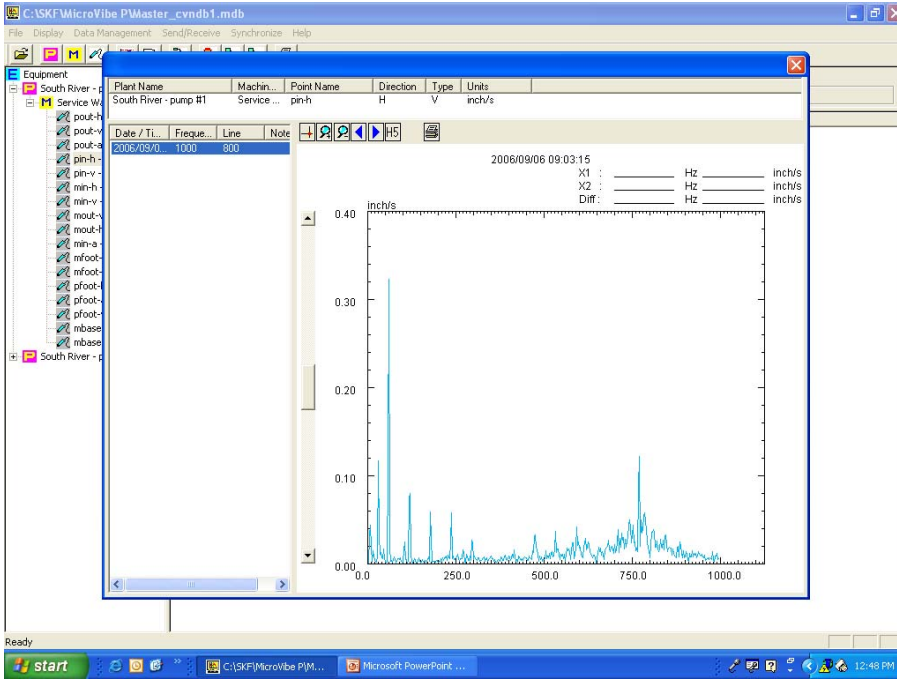 C:\SKF\MicroVibe P\Master_cvndb1.mdb
File Display Data Management Send/Receive Synchronize Help
P M
E Equipment
P South River - p
M Service Wa
pout-h
pout-v
pout-a
pin-h -
pin-v -
min-h -
min-v -
mout-v
mout-h
min-a -
mfoot-
mfoot-
pfoot-
pfoot-
pfoot-
mbase
mbase
P South River - p
Plant Name Machin... Point Name Direction Type Units
South River - pump #1 Service ... pin-h H V inch/s
Date / Ti... Freque... Line Note
2006/09/0... 1000 800
H5
2006/09/06 09:03:15
X1 : Hz inch/s
X2 : Hz inch/s
Diff : Hz inch/s
inch/s
0.40
0.30
0.20
0.10
0.00
0.0 250.0 500.0 750.0 1000.0
Ready
start C:\SKF\MicroVibe P\M... Microsoft PowerPoint ... 12:48 PM